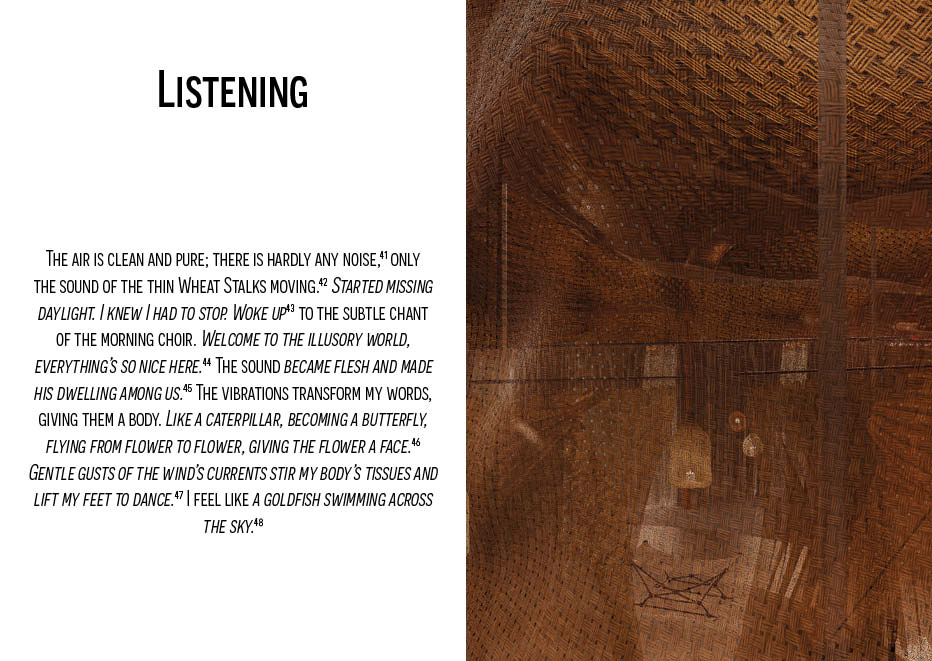 Listening
The air is clean and pure; there is hardly any noise,⁴¹ only
the sound of the thin Wheat Stalks moving.⁴² Started missing
daylight. I knew I had to stop. Woke up⁴³ to the subtle chant
of the morning choir. Welcome to the illusory world,
everything's so nice here.⁴⁴ The sound became flesh and made
his dwelling among us.⁴⁵ The vibrations transform my words,
giving them a body. Like a caterpillar, becoming a butterfly,
flying from flower to flower, giving the flower a face.⁴⁶
Gentle gusts of the wind's currents stir my body's tissues and
lift my feet to dance.⁴⁷ I feel like a goldfish swimming across
the sky.⁴⁸